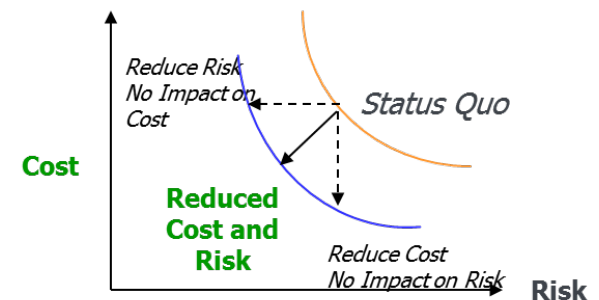 Reduce Risk
No Impact on
Cost
Status Quo
Cost
Reduced
Cost and
Risk
Reduce Cost
No Impact on Risk
Risk